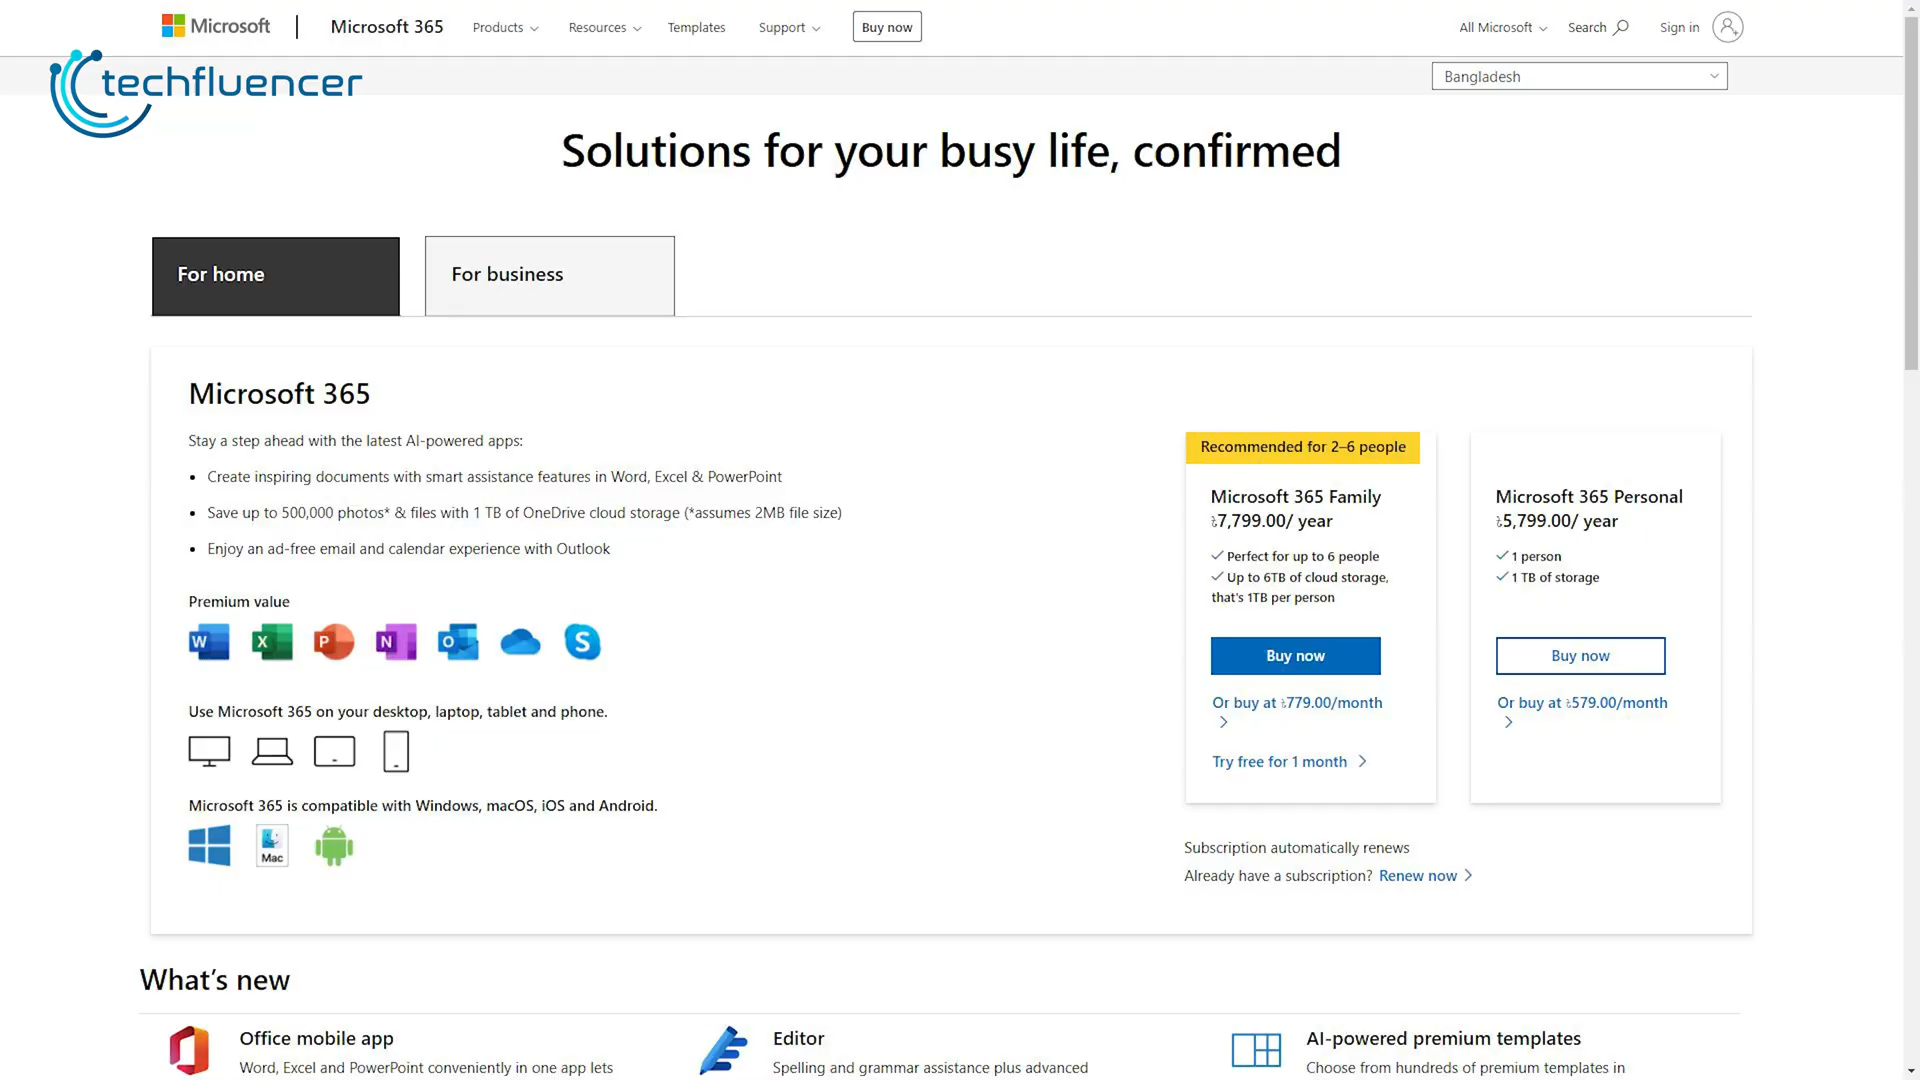 Microsoft
Microsoft 365
Products
Resources
Templates
Support
Buy now
All Microsoft
Search
Sign in
techfluencer
Bangladesh
Solutions for your busy life, confirmed
For home
For business
Microsoft 365
Stay a step ahead with the latest AI-powered apps:
• Create inspiring documents with smart assistance features in Word, Excel & PowerPoint
• Save up to 500,000 photos* & files with 1 TB of OneDrive cloud storage (*assumes 2MB file size)
• Enjoy an ad-free email and calendar experience with Outlook
Premium value
W
X
P
N
O
S
Use Microsoft 365 on your desktop, laptop, tablet and phone.
Microsoft 365 is compatible with Windows, macOS, iOS and Android.
Mac
Recommended for 2–6 people
Microsoft 365 Family
৳7,799.00/ year
Perfect for up to 6 people
Up to 6TB of cloud storage,
that's 1TB per person
Buy now
Or buy at ৳779.00/month
Try free for 1 month
Microsoft 365 Personal
৳5,799.00/ year
1 person
1 TB of storage
Buy now
Or buy at ৳579.00/month
Subscription automatically renews
Already have a subscription? Renew now
What's new
Office mobile app
Word, Excel and PowerPoint conveniently in one app lets
Editor
Spelling and grammar assistance plus advanced
AI-powered premium templates
Choose from hundreds of premium templates in